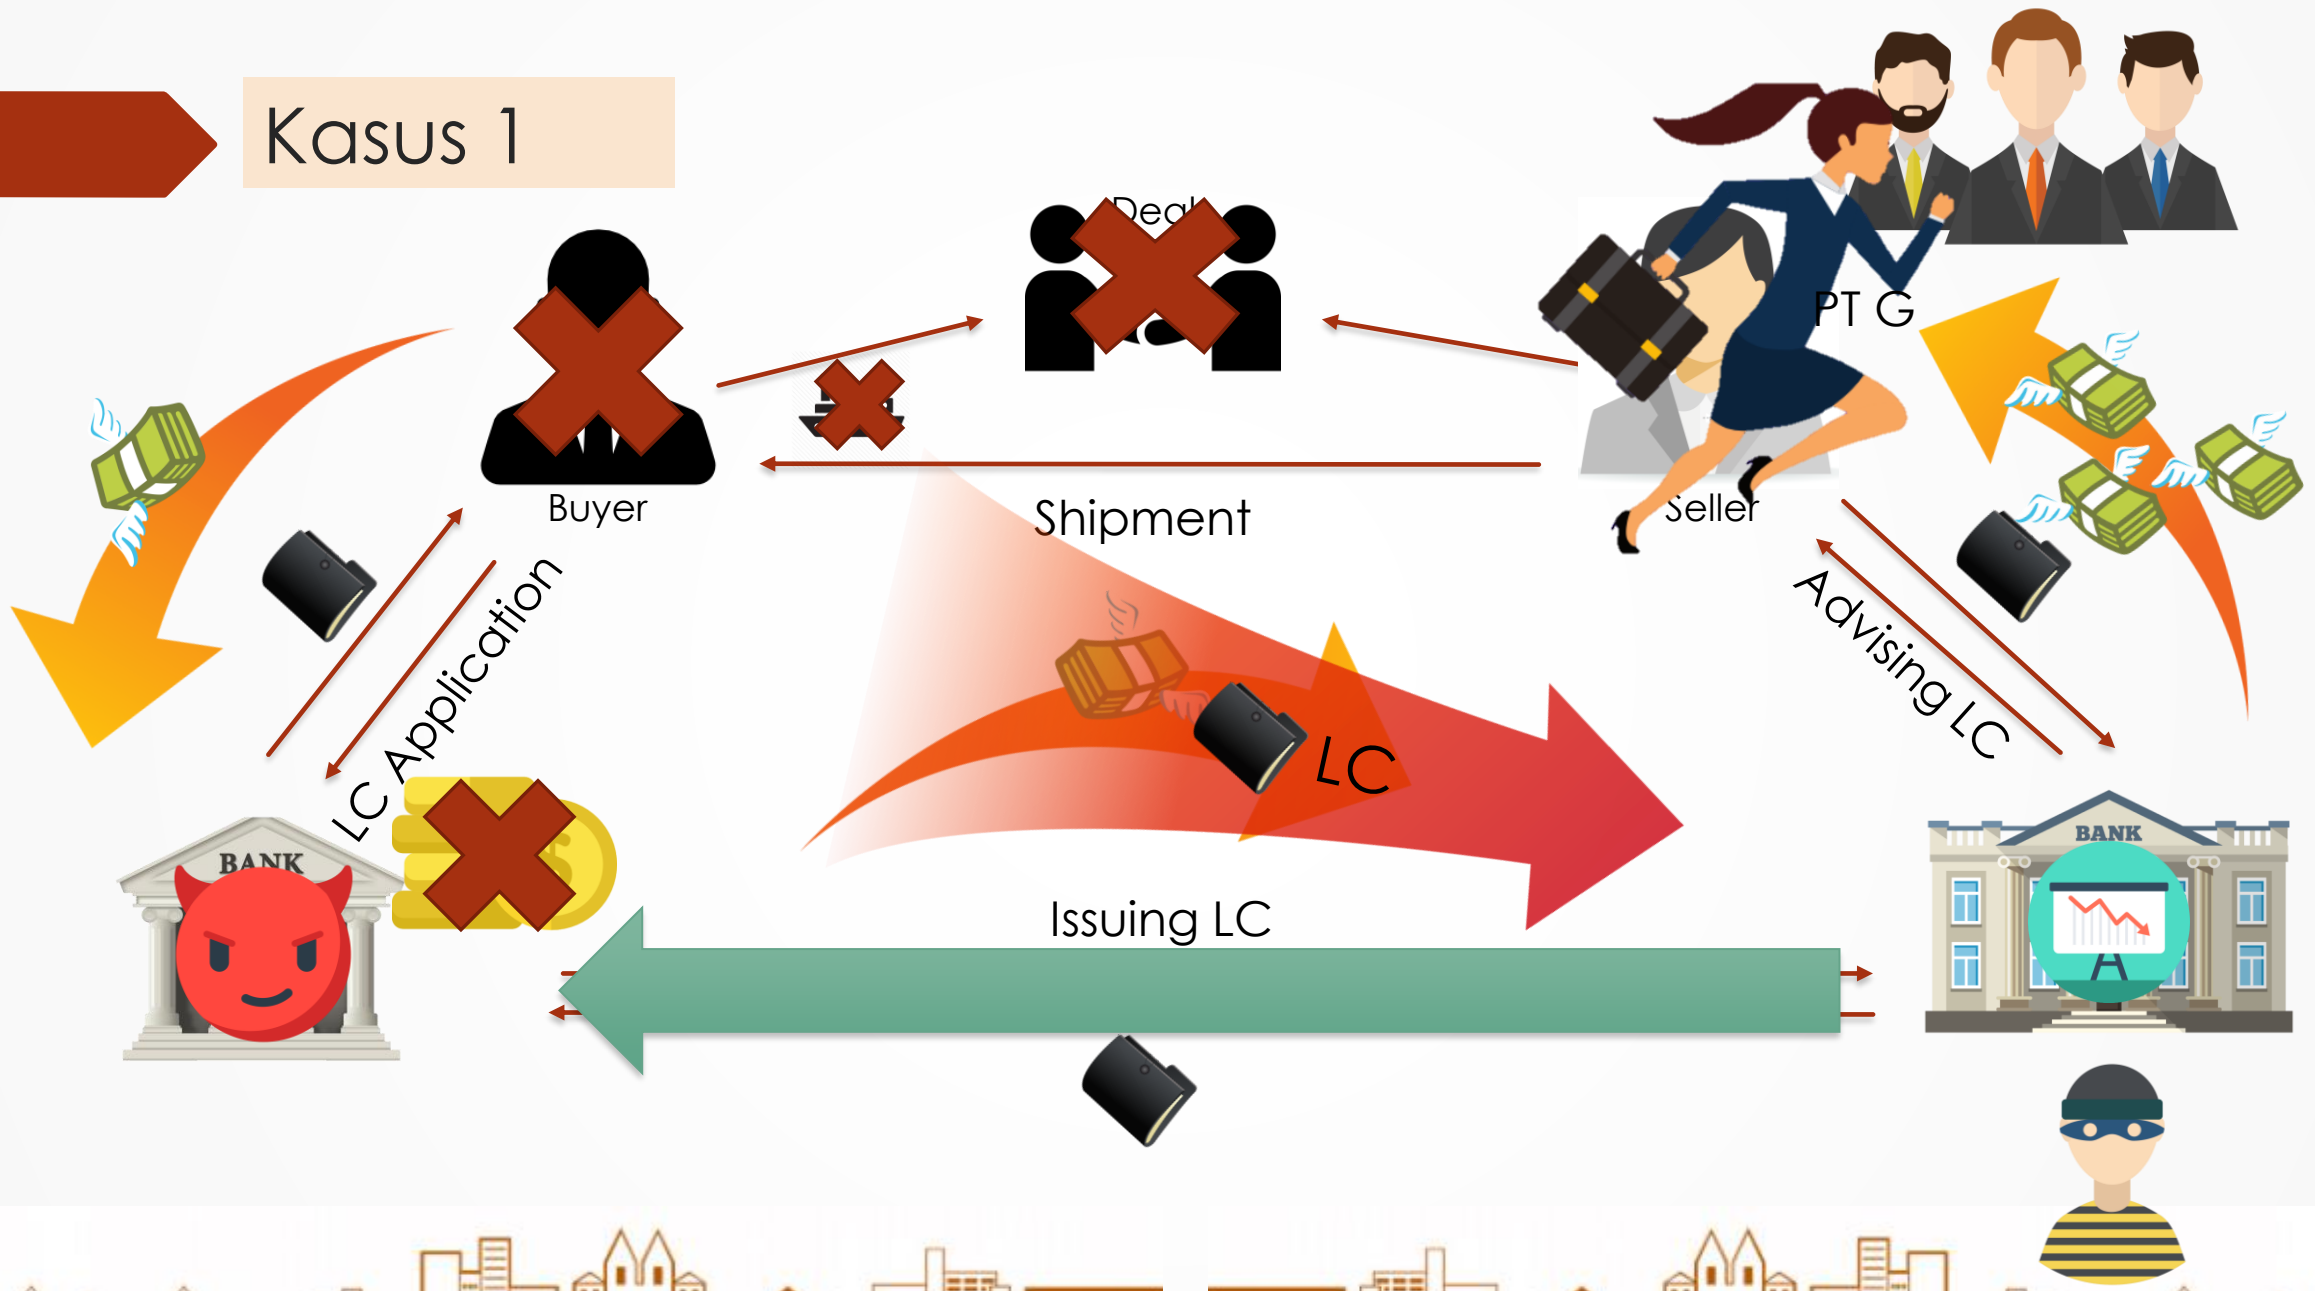 Kasus 1
Deal
PT G
Buyer
Seller
Shipment
LC Application
Advising LC
LC
BANK
BANK
Issuing LC